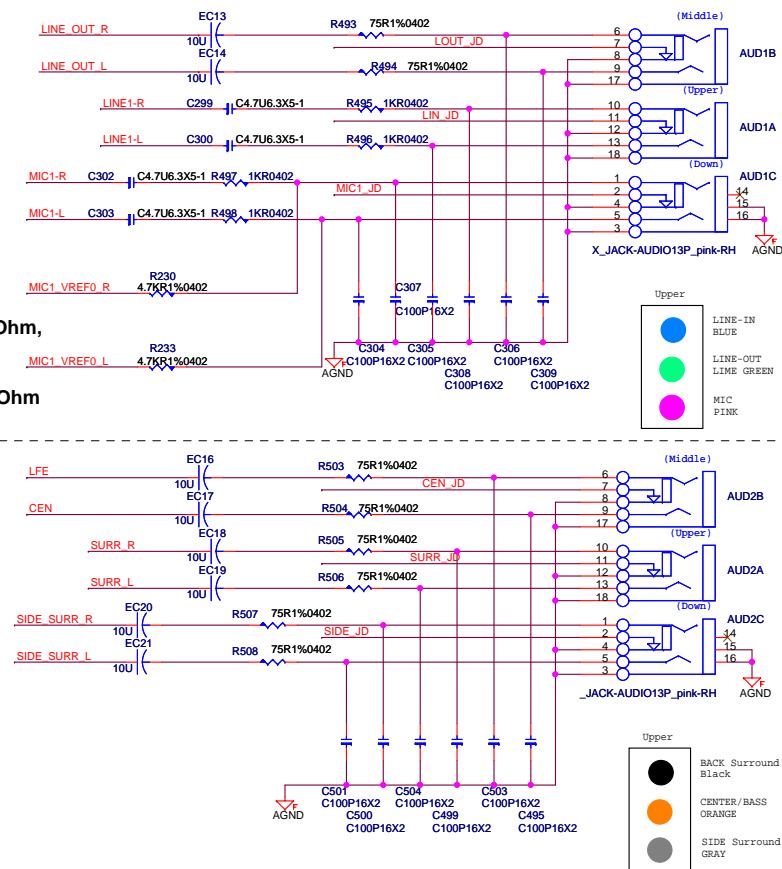 EC13
(Middle)
LINE_OUT_R
R493 75R1%0402
6
10U
EC14
LOUT_JD
7
8
AUD1B
LINE_OUT_L
R494 75R1%0402
9
10U
17
(Upper)
LINE1-R C299 C4.7U6.3X5-1 R495 1KR0402
10
LIN_JD
11
12
AUD1A
LINE1-L C300 C4.7U6.3X5-1 R496 1KR0402
13
18
(Down)
MIC1-R C302 C4.7U6.3X5-1 R497 1KR0402
1
AUD1C
MIC1_JD
2
14
4
15
MIC1-L C303 C4.7U6.3X5-1 R498 1KR0402
5
16
3
X_JACK-AUDIO13P_pink-RH
AGND
R230
MIC1_VREF0_R 4.7KR1%0402
C307
C100P16X2
Upper
Ohm,
LINE-IN
BLUE
R233
MIC1_VREF0_L 4.7KR1%0402
AGND
C304 C305 C306
C100P16X2 C100P16X2 C100P16X2
C308 C309
C100P16X2 C100P16X2
LINE-OUT
LIME GREEN
Ohm
MIC
PINK
EC16
(Middle)
LFE
R503 75R1%0402
6
10U
EC17
CEN_JD
7
8
AUD2B
CEN
R504 75R1%0402
9
10U
17
EC18
(Upper)
SURR_R
R505 75R1%0402
10
10U
EC19
SURR_JD
11
12
AUD2A
SURR_L
R506 75R1%0402
13
10U
18
EC20
(Down)
SIDE_SURR_R
R507 75R1%0402
1
AUD2C
10U
EC21
SIDE_JD
2
14
4
15
SIDE_SURR_L
R508 75R1%0402
5
16
10U
3
_JACK-AUDIO13P_pink-RH
AGND
Upper
BACK Surround
Black
AGND
C501 C504 C503
C100P16X2 C100P16X2 C100P16X2
C500 C499 C495
C100P16X2 C100P16X2 C100P16X2
CENTER/BASS
ORANGE
SIDE Surround
GRAY